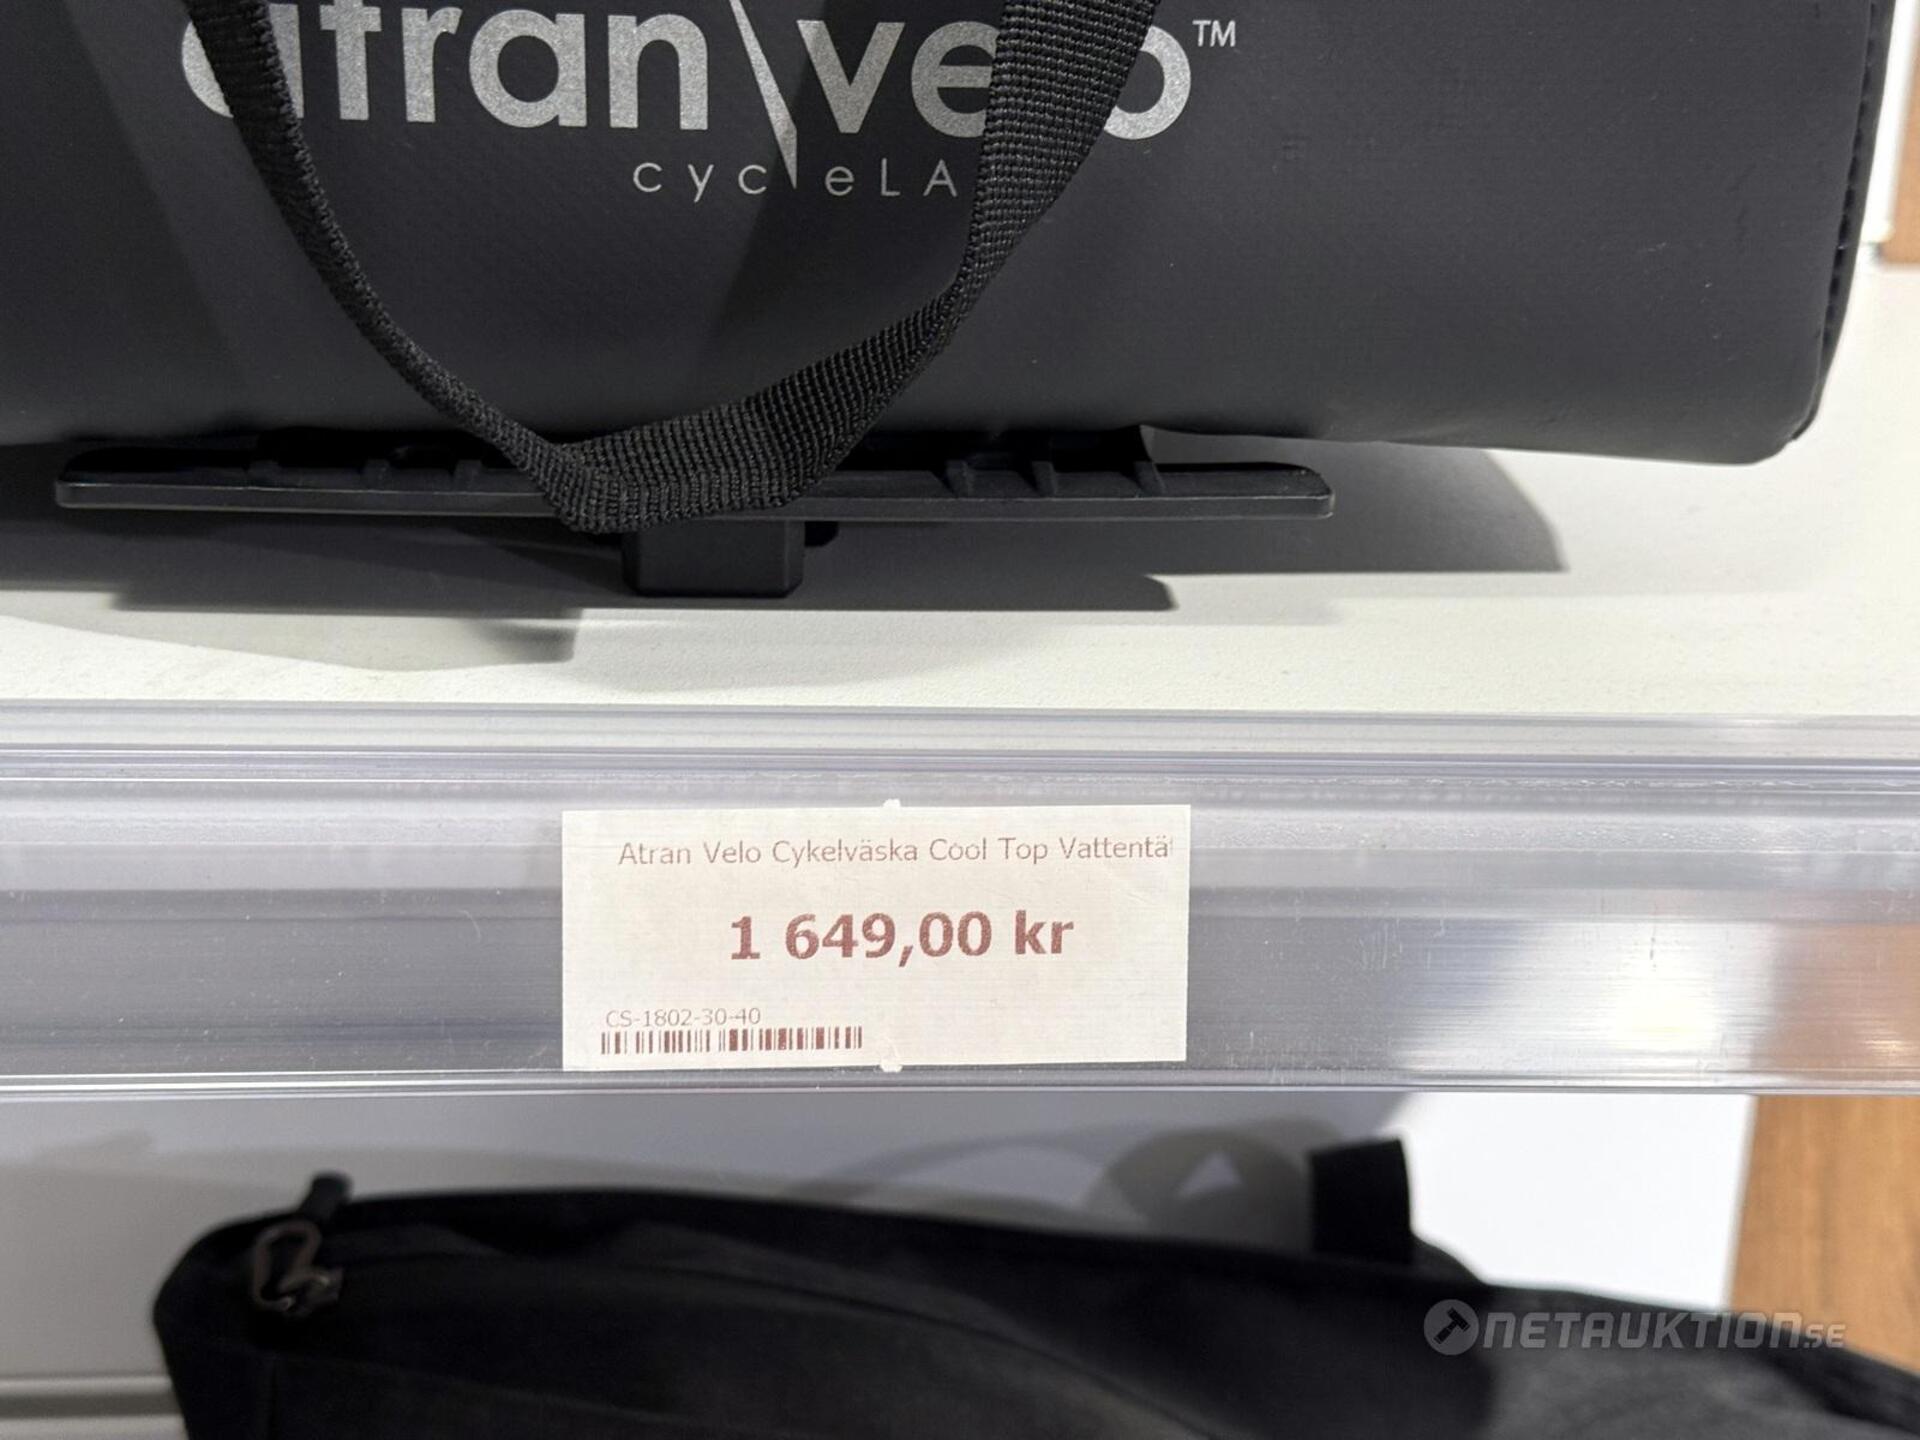 atran velo™
cycleLA
Atran Velo Cykelväska Cool Top Vattentä
1 649,00 kr
CS-1802-30-40
NETAUKTION.SE